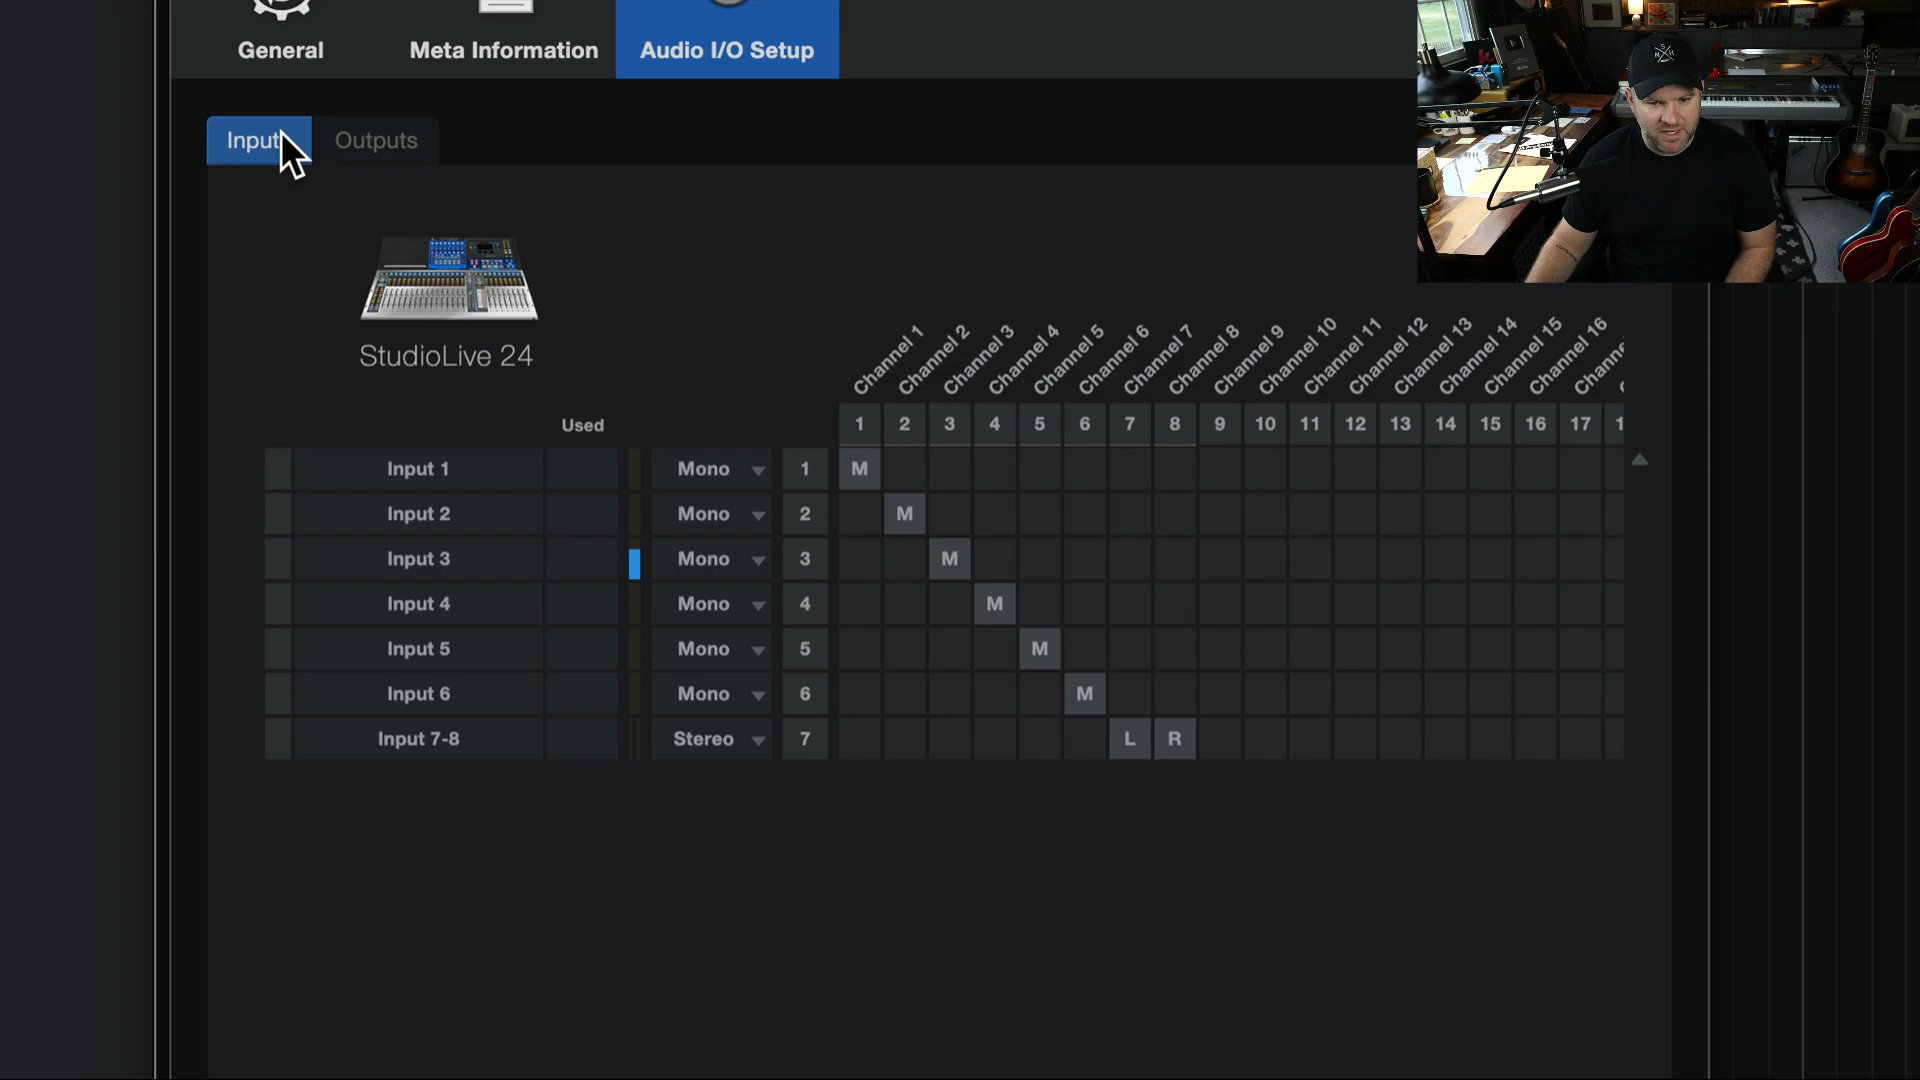 General
Meta Information
Audio I/O Setup
Input
Outputs
StudioLive 24
Channel 1
Channel 2
Channel 3
Channel 4
Channel 5
Channel 6
Channel 7
Channel 8
Channel 9
Channel 10
Channel 11
Channel 12
Channel 13
Channel 14
Channel 15
Channel 16
Used
1 2 3 4 5 6 7 8 9 10 11 12 13 14 15 16 17
Input 1 Mono 1 M
Input 2 Mono 2 M
Input 3 Mono 3 M
Input 4 Mono 4 M
Input 5 Mono 5 M
Input 6 Mono 6 M
Input 7-8 Stereo 7 L R